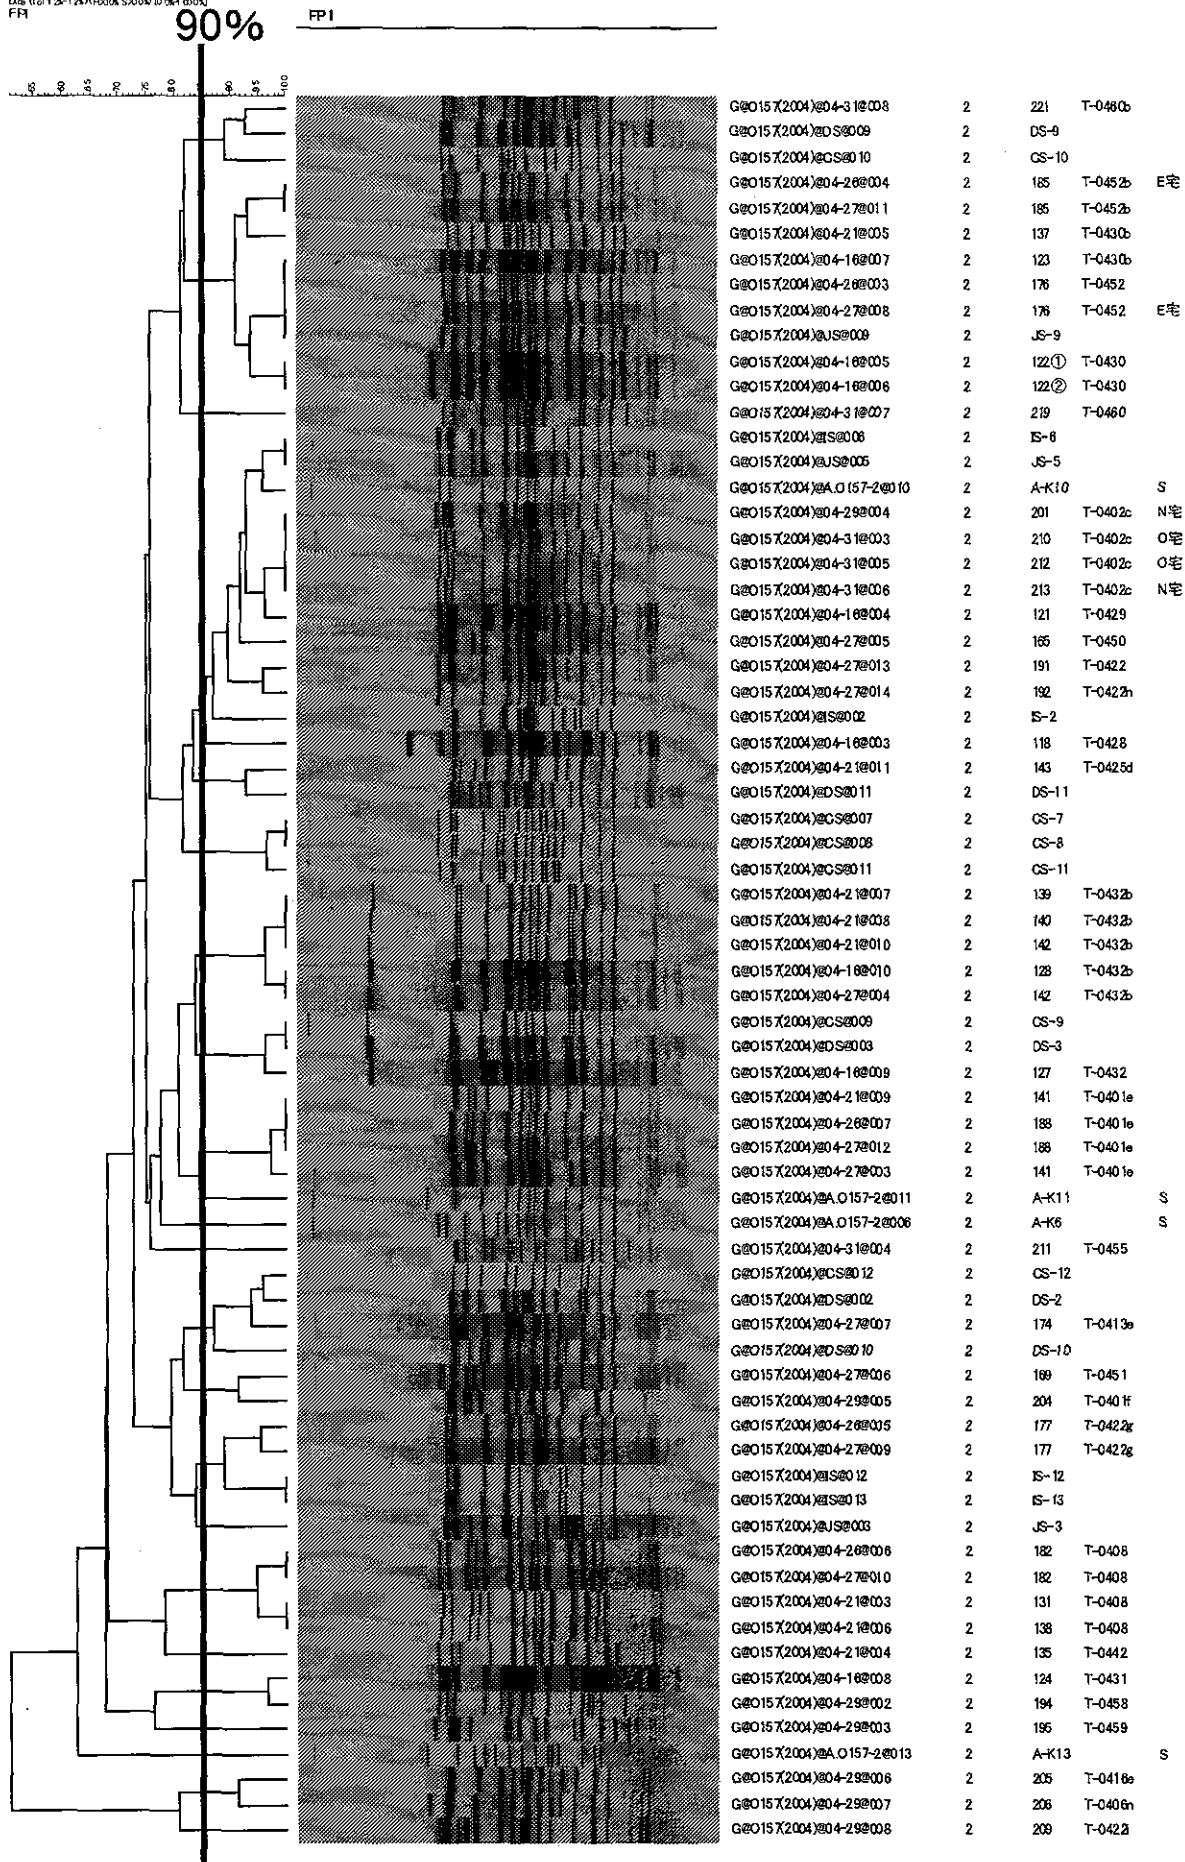 FP1
90%
FP1
65 60 65 70 75 80 90 95 100
G@O157(2004)@04-31@008 2 221 T-0460b
G@O157(2004)@DS@009 2 DS-9
G@O157(2004)@CS@010 2 CS-10
G@O157(2004)@04-26@004 2 185 T-0452b E宅
G@O157(2004)@04-27@011 2 185 T-0452b
G@O157(2004)@04-21@005 2 137 T-0430b
G@O157(2004)@04-16@007 2 123 T-0430b
G@O157(2004)@04-26@003 2 176 T-0452
G@O157(2004)@04-27@008 2 176 T-0452 E宅
G@O157(2004)@JS@009 2 JS-9
G@O157(2004)@04-16@005 2 122① T-0430
G@O157(2004)@04-16@006 2 122② T-0430
G@O157(2004)@04-31@007 2 219 T-0460
G@O157(2004)@IS@006 2 IS-6
G@O157(2004)@JS@005 2 JS-5
G@O157(2004)@A.O157-2@010 2 A-K10 S
G@O157(2004)@04-29@004 2 201 T-0402c N宅
G@O157(2004)@04-31@003 2 210 T-0402c O宅
G@O157(2004)@04-31@005 2 212 T-0402c O宅
G@O157(2004)@04-31@006 2 213 T-0402c N宅
G@O157(2004)@04-16@004 2 121 T-0429
G@O157(2004)@04-27@005 2 165 T-0450
G@O157(2004)@04-27@013 2 191 T-0422
G@O157(2004)@04-27@014 2 192 T-0422h
G@O157(2004)@IS@002 2 IS-2
G@O157(2004)@04-16@003 2 118 T-0428
G@O157(2004)@04-21@011 2 143 T-0425d
G@O157(2004)@DS@011 2 DS-11
G@O157(2004)@CS@007 2 CS-7
G@O157(2004)@CS@008 2 CS-8
G@O157(2004)@CS@011 2 CS-11
G@O157(2004)@04-21@007 2 139 T-0432b
G@O157(2004)@04-21@008 2 140 T-0432b
G@O157(2004)@04-21@010 2 142 T-0432b
G@O157(2004)@04-16@010 2 128 T-0432b
G@O157(2004)@04-27@004 2 142 T-0432b
G@O157(2004)@CS@009 2 CS-9
G@O157(2004)@DS@003 2 DS-3
G@O157(2004)@04-16@009 2 127 T-0432
G@O157(2004)@04-21@009 2 141 T-0401e
G@O157(2004)@04-26@007 2 188 T-0401e
G@O157(2004)@04-27@012 2 188 T-0401e
G@O157(2004)@04-27@003 2 141 T-0401e
G@O157(2004)@A.O157-2@011 2 A-K11 S
G@O157(2004)@A.O157-2@006 2 A-K6 S
G@O157(2004)@04-31@004 2 211 T-0455
G@O157(2004)@CS@012 2 CS-12
G@O157(2004)@DS@002 2 DS-2
G@O157(2004)@04-27@007 2 174 T-0413e
G@O157(2004)@DS@010 2 DS-10
G@O157(2004)@04-27@006 2 169 T-0451
G@O157(2004)@04-29@005 2 204 T-0401f
G@O157(2004)@04-26@005 2 177 T-0422g
G@O157(2004)@04-27@009 2 177 T-0422g
G@O157(2004)@IS@012 2 IS-12
G@O157(2004)@IS@013 2 IS-13
G@O157(2004)@JS@003 2 JS-3
G@O157(2004)@04-26@006 2 182 T-0408
G@O157(2004)@04-27@010 2 182 T-0408
G@O157(2004)@04-21@003 2 131 T-0408
G@O157(2004)@04-21@006 2 138 T-0408
G@O157(2004)@04-21@004 2 135 T-0442
G@O157(2004)@04-16@008 2 124 T-0431
G@O157(2004)@04-29@002 2 194 T-0458
G@O157(2004)@04-29@003 2 195 T-0459
G@O157(2004)@A.O157-2@013 2 A-K13 S
G@O157(2004)@04-29@006 2 205 T-0416e
G@O157(2004)@04-29@007 2 206 T-0406n
G@O157(2004)@04-29@008 2 209 T-0422i